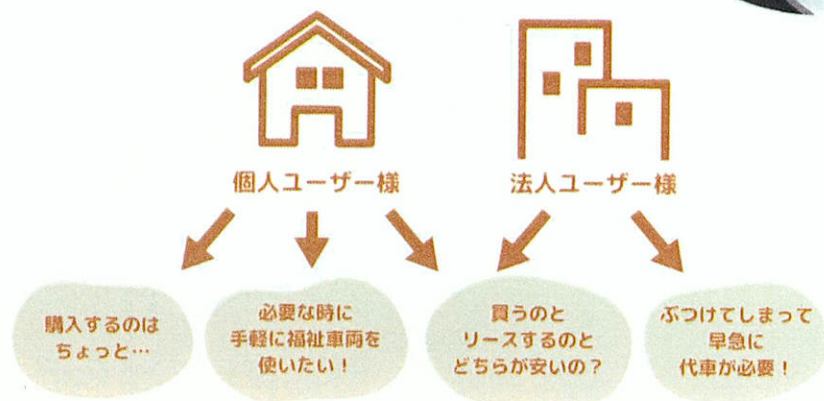 個人ユーザー様
法人ユーザー様
購入するのは
ちょっと…
必要な時に
手軽に福祉車両を
使いたい！
買うのと
リースするのと
どちらが安いの？
ぶつけてしまって
早急に
代車が必要！